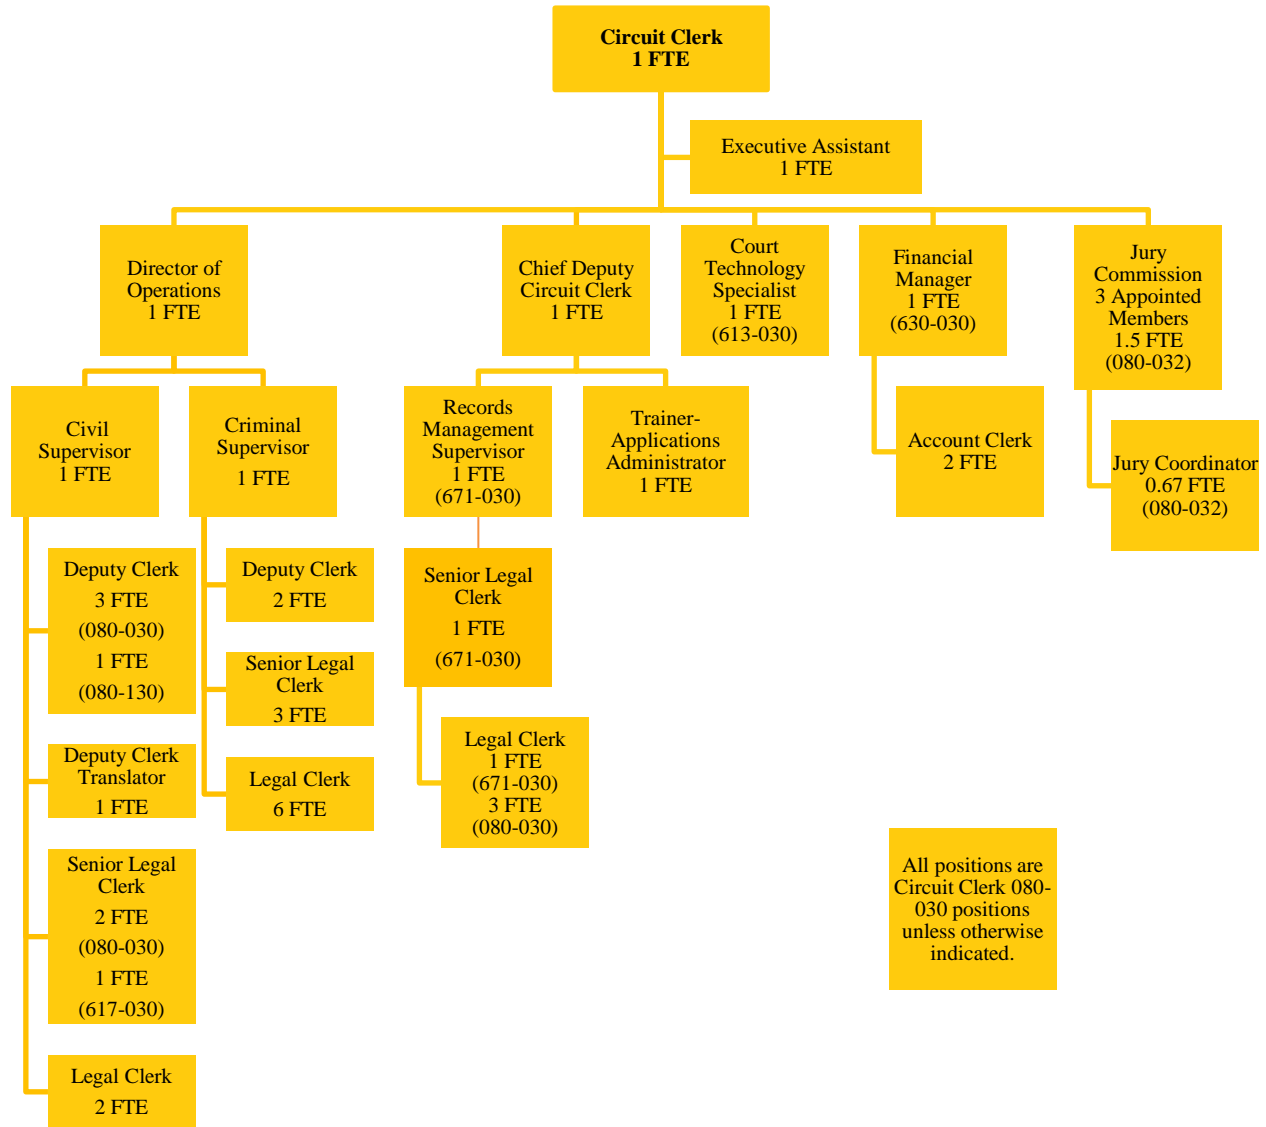 Circuit Clerk
1 FTE
Executive Assistant
1 FTE
Director of
Operations
1 FTE
Chief Deputy
Circuit Clerk
1 FTE
Court
Technology
Specialist
1 FTE
(613-030)
Financial
Manager
1 FTE
(630-030)
Jury
Commission
3 Appointed
Members
1.5 FTE
(080-032)
Civil
Supervisor
1 FTE
Criminal
Supervisor
1 FTE
Records
Management
Supervisor
1 FTE
(671-030)
Trainer-
Applications
Administrator
1 FTE
Account Clerk
2 FTE
Jury Coordinator
0.67 FTE
(080-032)
Deputy Clerk
3 FTE
(080-030)
1 FTE
(080-130)
Deputy Clerk
Translator
1 FTE
Senior Legal
Clerk
2 FTE
(080-030)
1 FTE
(617-030)
Legal Clerk
2 FTE
Deputy Clerk
2 FTE
Senior Legal
Clerk
3 FTE
Legal Clerk
6 FTE
Senior Legal
Clerk
1 FTE
(671-030)
Legal Clerk
1 FTE
(671-030)
3 FTE
(080-030)
All positions are
Circuit Clerk 080-
030 positions
unless otherwise
indicated.